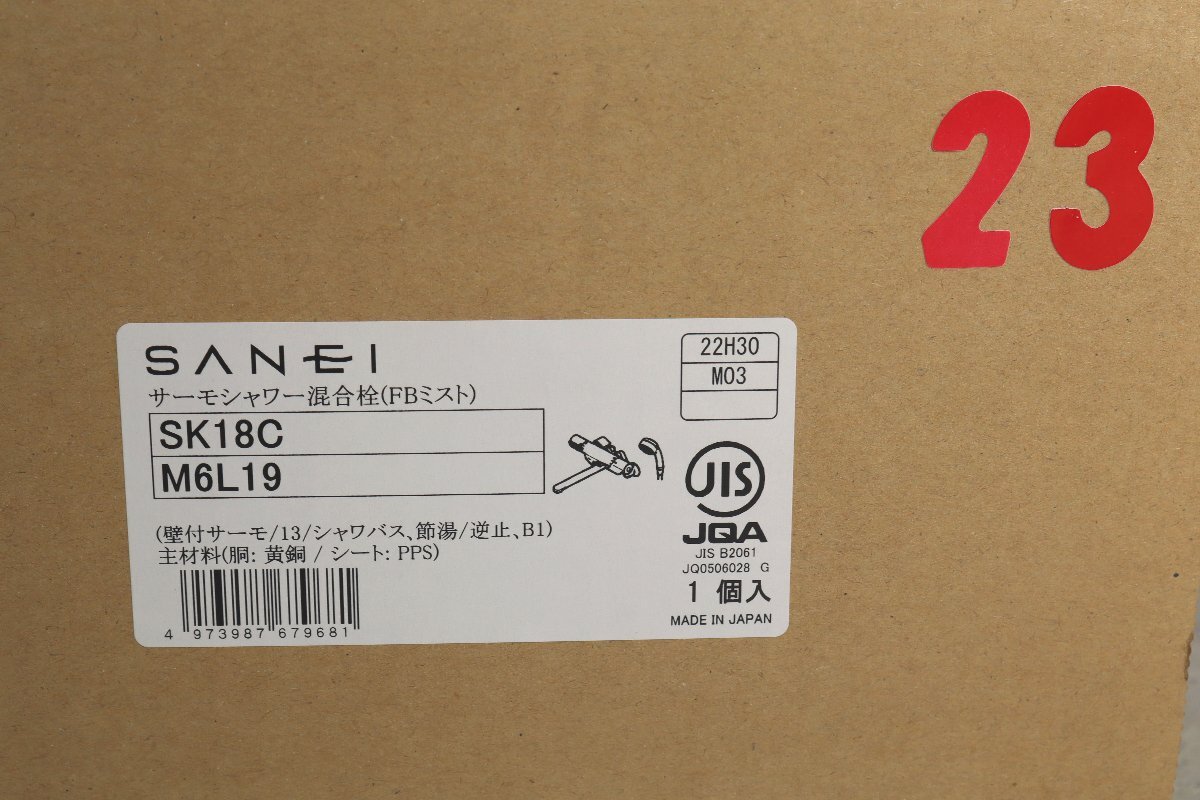 23
SANEI
サーモシャワー混合栓(FBミスト)
SK18C
M6L19
22H30
M03
(壁付サーモ/13/シャワバス、節湯/逆止、B1)
主材料(胴: 黄銅 / シート: PPS)
4 973987 679681
JIS
JQA
JIS B2061
JQ0506028 G
1 個入
MADE IN JAPAN